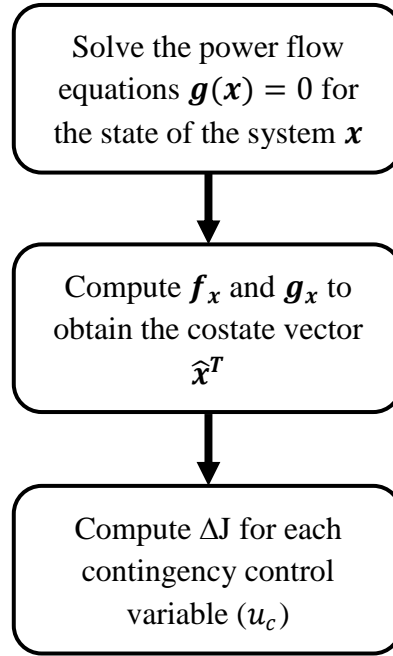 Solve the power flow
equations g(x) = 0 for
the state of the system x
Compute f_x and g_x to
obtain the costate vector
x̂^T
Compute ΔJ for each
contingency control
variable (u_c)